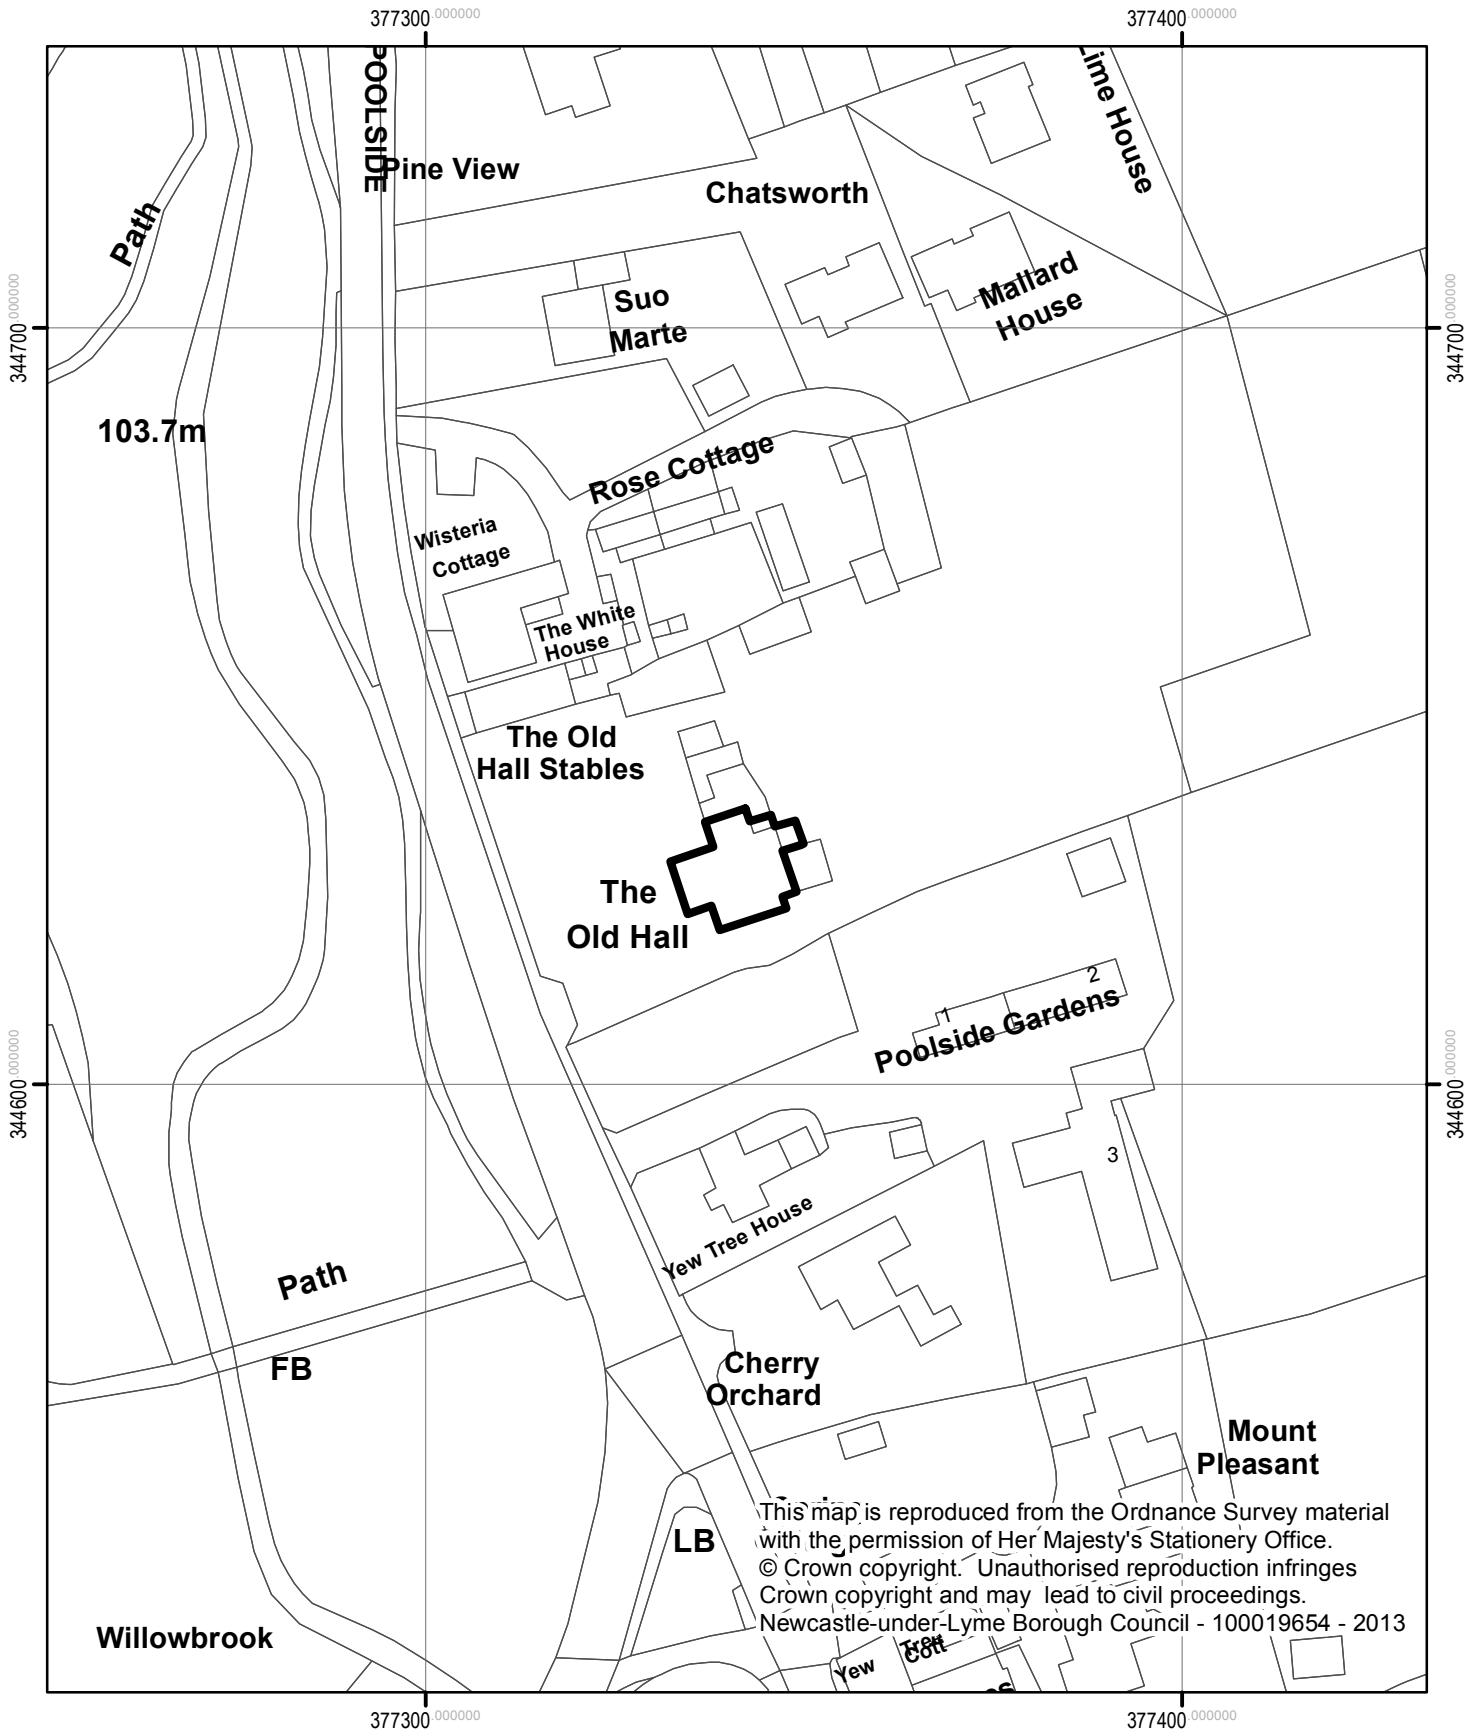 377300.000000
377400.000000
POOLSIDE
Lime House
Pine View
Chatsworth
Path
Suo
Marte
Mallard
House
344700.000000
344700.000000
103.7m
Rose Cottage
Wisteria
Cottage
The White
House
The Old
Hall Stables
The
Old Hall
2
1
Poolside Gardens
344600.000000
344600.000000
3
Yew Tree House
Path
FB
Cherry
Orchard
Mount
Pleasant
LB
This map is reproduced from the Ordnance Survey material
with the permission of Her Majesty's Stationery Office.
© Crown copyright. Unauthorised reproduction infringes
Crown copyright and may lead to civil proceedings.
Newcastle-under-Lyme Borough Council - 100019654 - 2013
Willowbrook
Yew
Tree
Cott
377300.000000
377400.000000